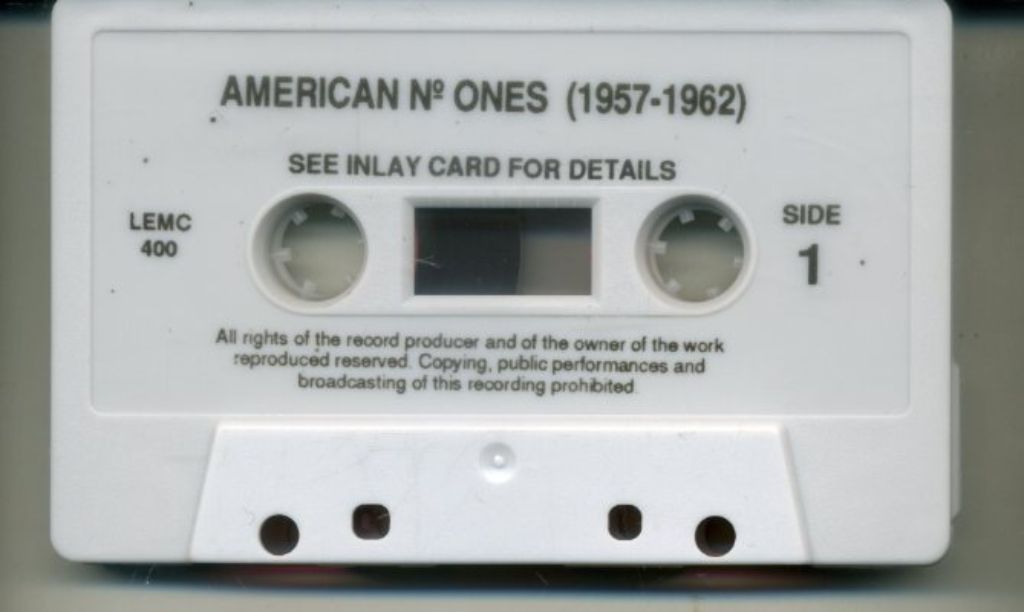 AMERICAN Nº ONES (1957-1962)
SEE INLAY CARD FOR DETAILS
LEMC
400
SIDE
1
All rights of the record producer and of the owner of the work
reproduced reserved. Copying, public performances and
broadcasting of this recording prohibited.